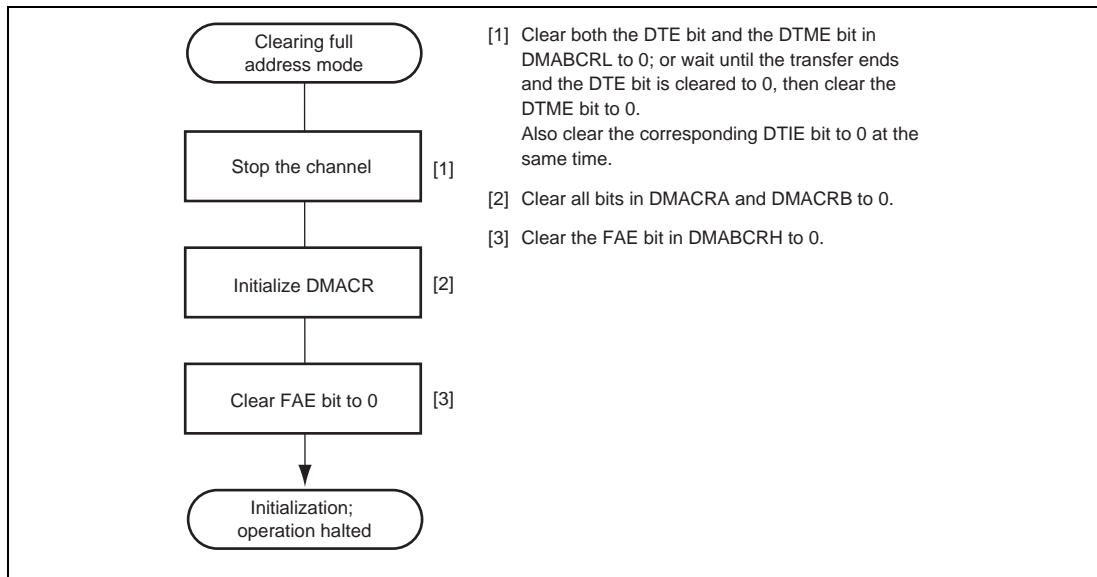 Clearing full
address mode
Stop the channel
[1]
Initialize DMACR
[2]
Clear FAE bit to 0
[3]
Initialization;
operation halted
[1] Clear both the DTE bit and the DTME bit in
DMABCRL to 0; or wait until the transfer ends
and the DTE bit is cleared to 0, then clear the
DTME bit to 0.
Also clear the corresponding DTIE bit to 0 at the
same time.
[2] Clear all bits in DMACRA and DMACRB to 0.
[3] Clear the FAE bit in DMABCRH to 0.